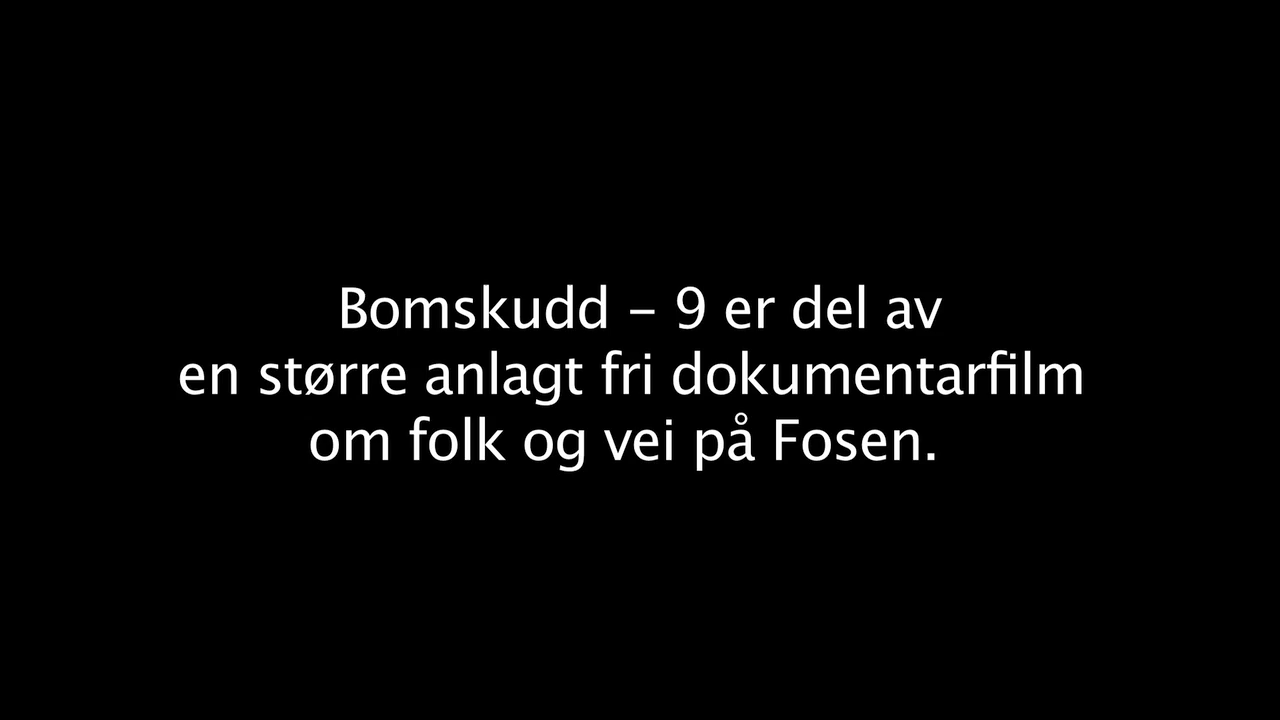 Bomskudd – 9 er del av
en større anlagt fri dokumentarfilm
om folk og vei på Fosen.